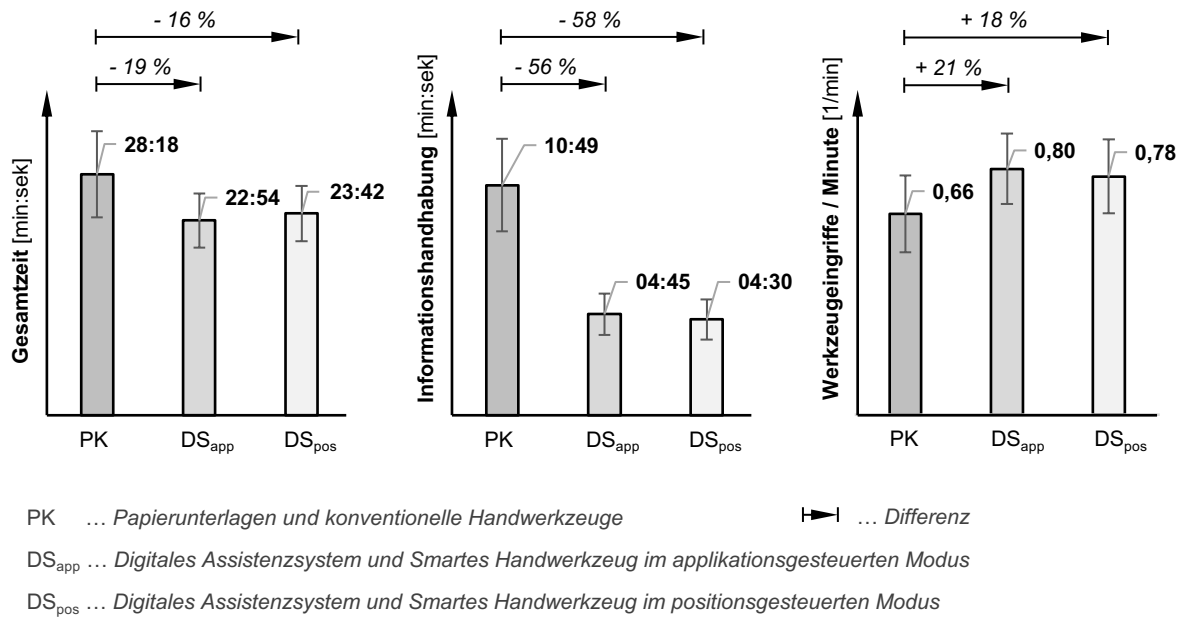 - 16 %
- 19 %
Gesamtzeit [min:sek]
28:18
22:54
23:42
PK
DSapp
DSpos
- 58 %
- 56 %
Informationshandhabung [min:sek]
10:49
04:45
04:30
PK
DSapp
DSpos
+ 18 %
+ 21 %
Werkzeugeingriffe / Minute [1/min]
0,66
0,80
0,78
PK
DSapp
DSpos
PK … Papierunterlagen und konventionelle Handwerkzeuge
… Differenz
DSapp … Digitales Assistenzsystem und Smartes Handwerkzeug im applikationsgesteuerten Modus
DSpos … Digitales Assistenzsystem und Smartes Handwerkzeug im positionsgesteuerten Modus